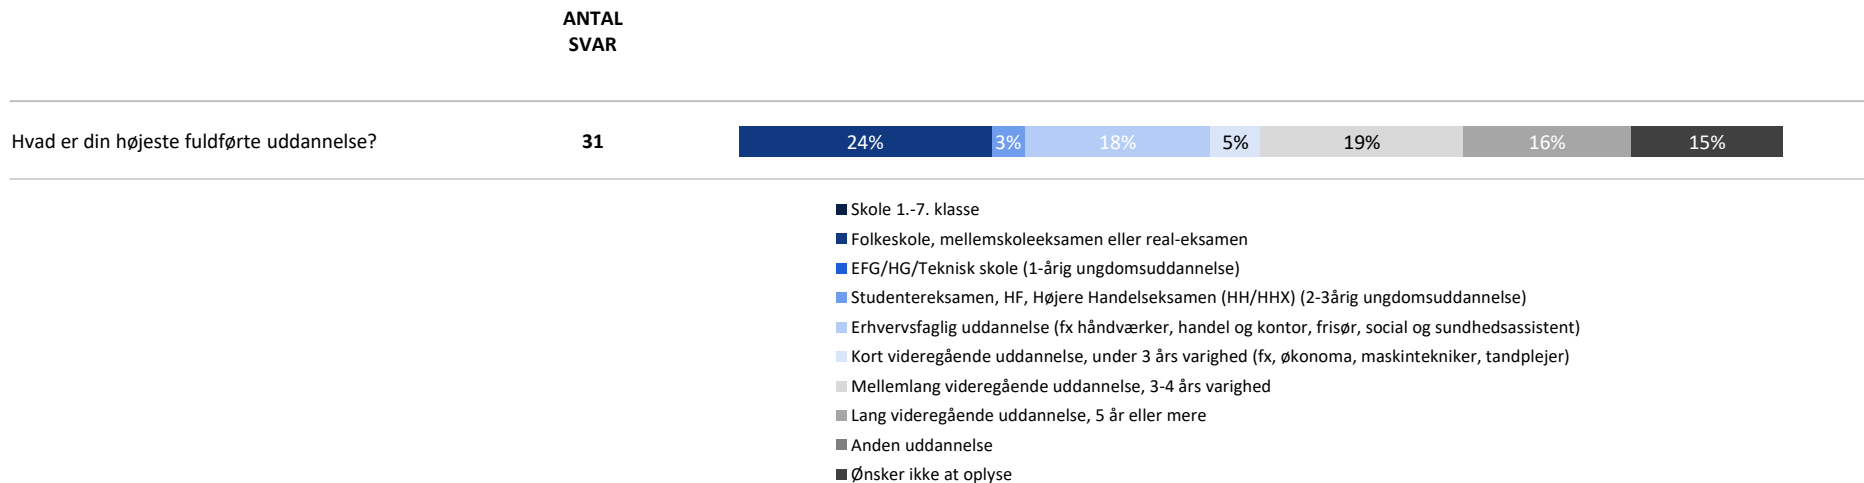 ANTAL
SVAR
Hvad er din højeste fuldførte uddannelse? 31 24% 3% 18% 5% 19% 16% 15%
Skole 1.-7. klasse
Folkeskole, mellemskoleeksamen eller real-eksamen
EFG/HG/Teknisk skole (1-årig ungdomsuddannelse)
Studentereksamen, HF, Højere Handelseksamen (HH/HHX) (2-3årig ungdomsuddannelse)
Erhvervsfaglig uddannelse (fx håndværker, handel og kontor, frisør, social og sundhedsassistent)
Kort videregående uddannelse, under 3 års varighed (fx, økonoma, maskintekniker, tandplejer)
Mellemlang videregående uddannelse, 3-4 års varighed
Lang videregående uddannelse, 5 år eller mere
Anden uddannelse
Ønsker ikke at oplyse